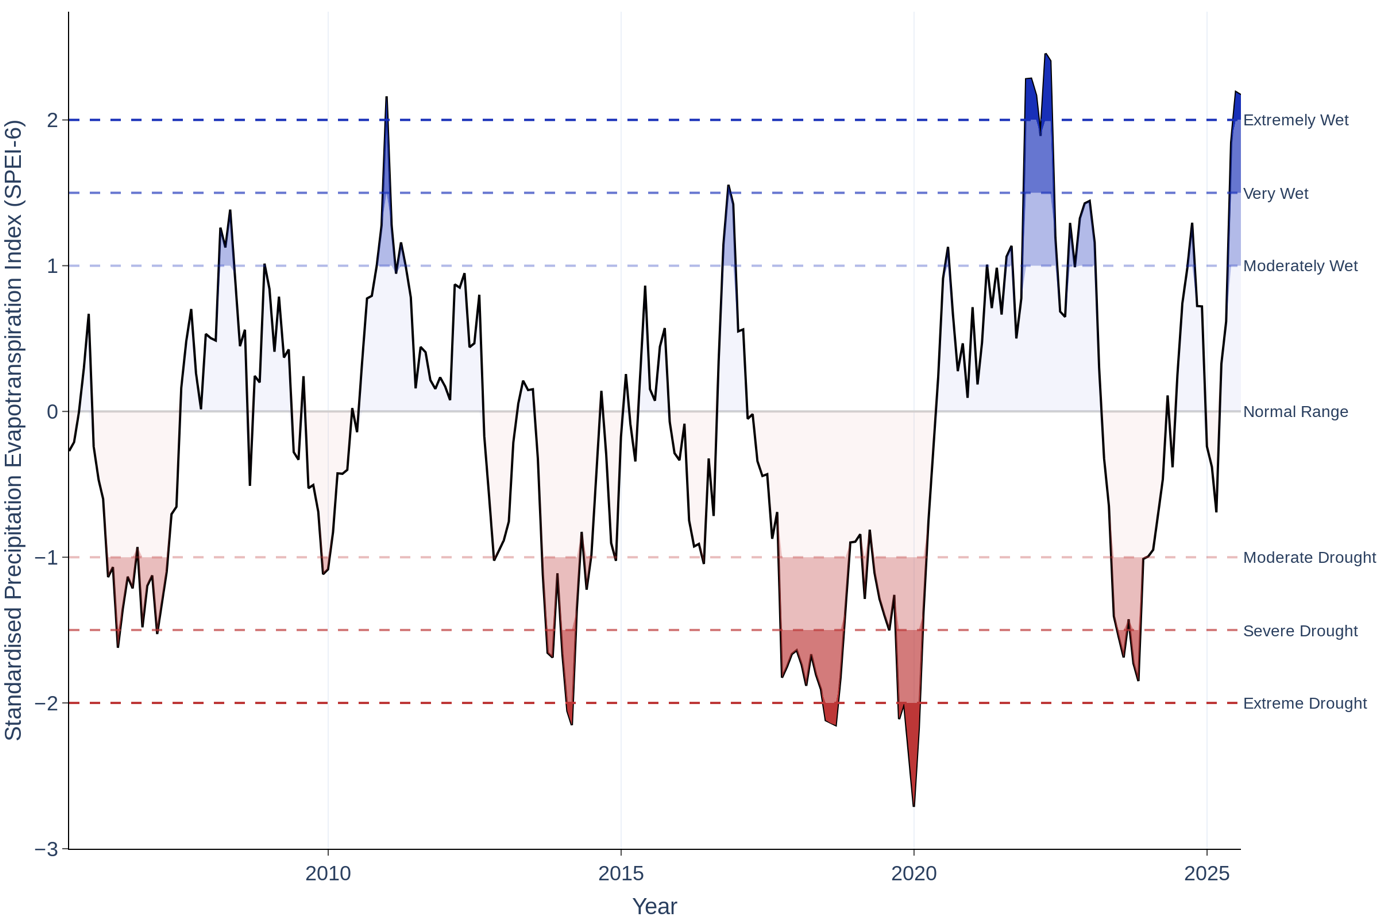 Standardised Precipitation Evapotranspiration Index (SPEI-6)
2
1
0
−1
−2
−3
Extremely Wet
Very Wet
Moderately Wet
Normal Range
Moderate Drought
Severe Drought
Extreme Drought
2010
2015
2020
2025
Year